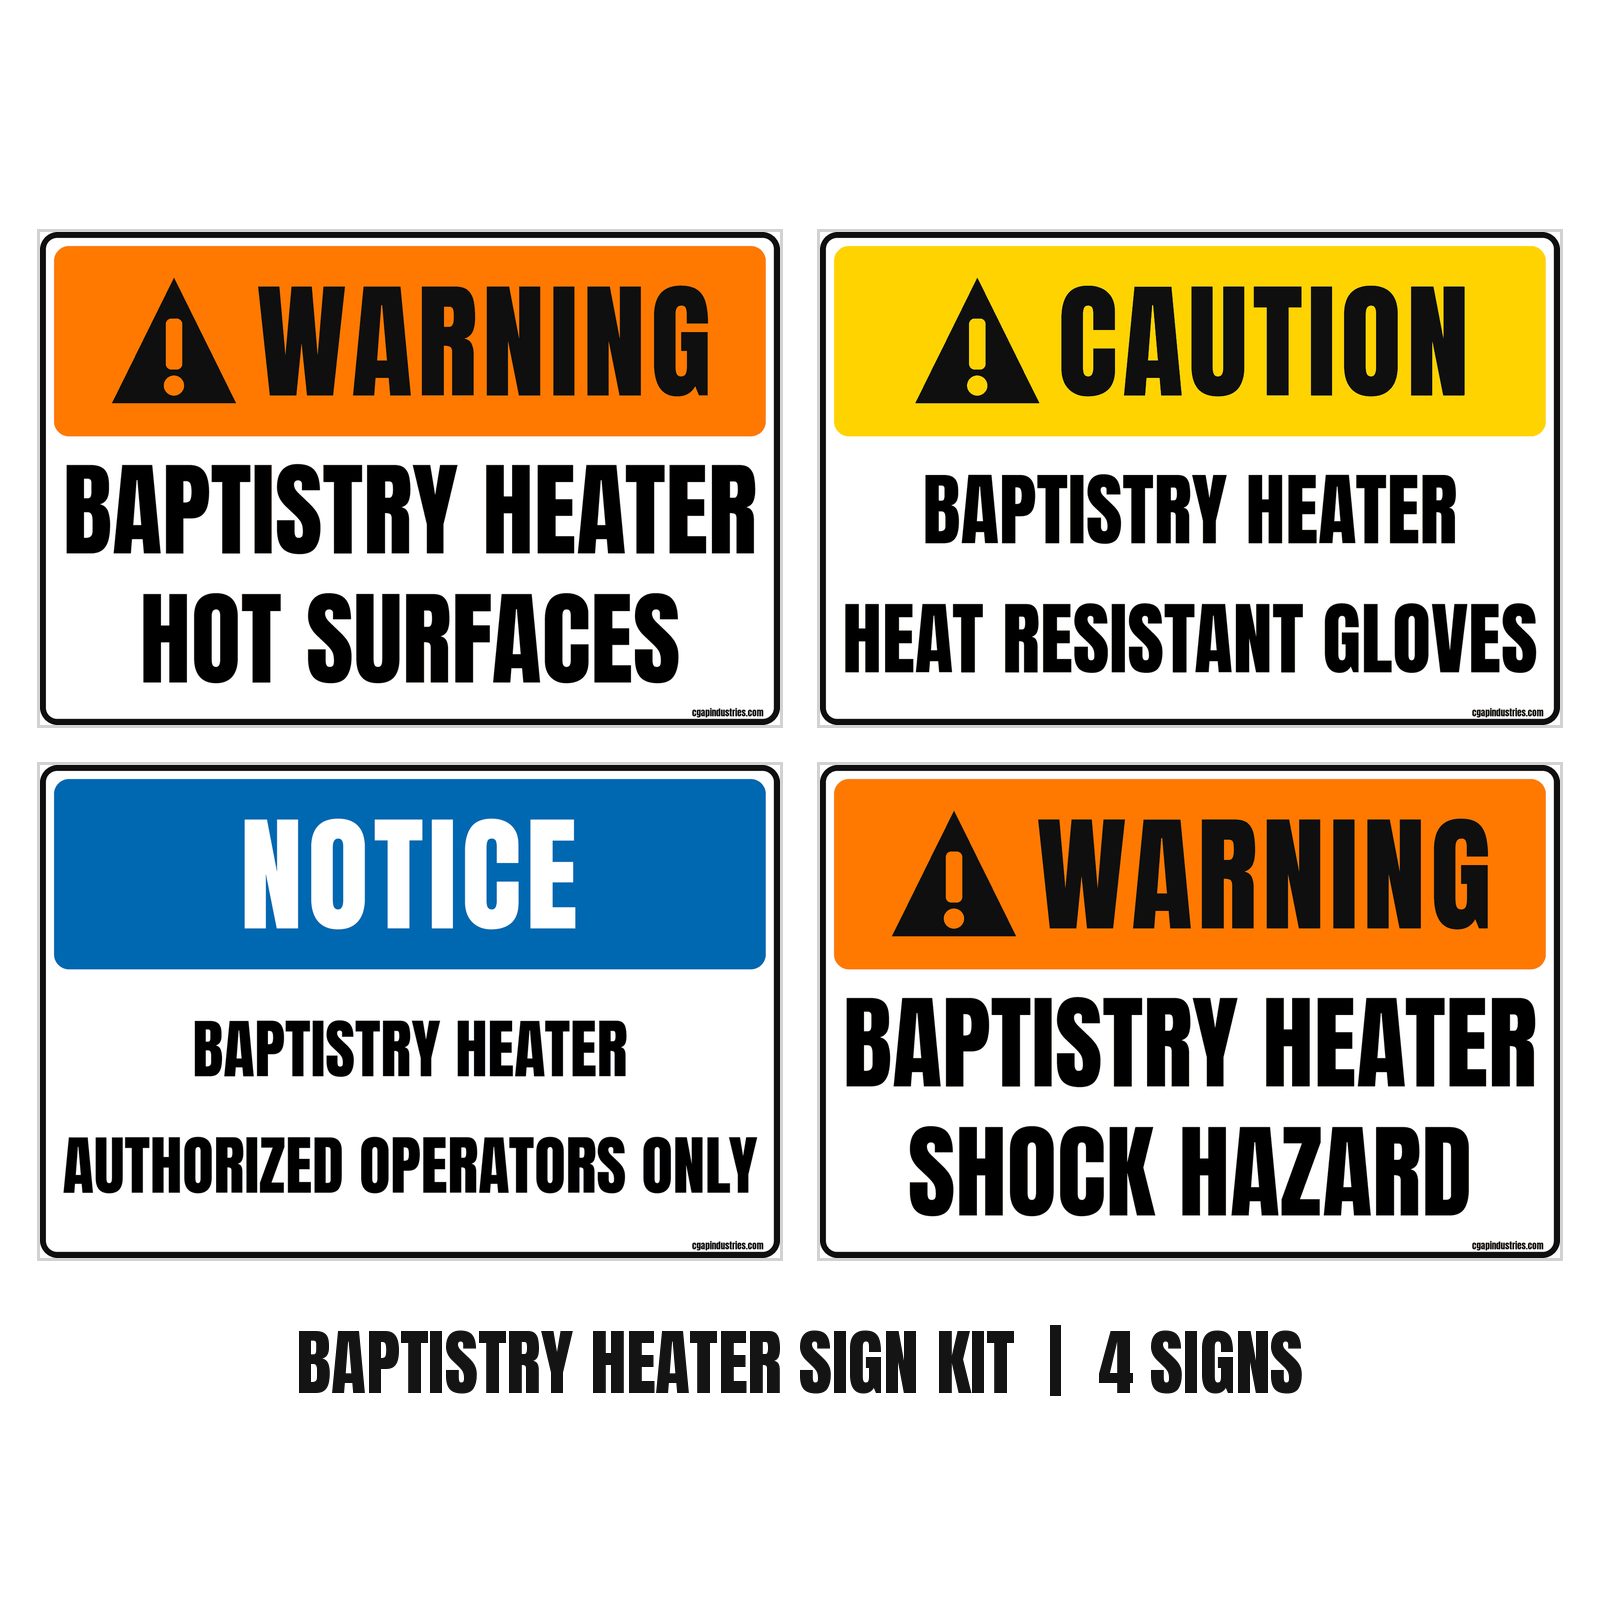 WARNING
BAPTISTRY HEATER
HOT SURFACES
cgapindustries.com
CAUTION
BAPTISTRY HEATER
HEAT RESISTANT GLOVES
cgapindustries.com
NOTICE
BAPTISTRY HEATER
AUTHORIZED OPERATORS ONLY
cgapindustries.com
WARNING
BAPTISTRY HEATER
SHOCK HAZARD
cgapindustries.com
BAPTISTRY HEATER SIGN KIT | 4 SIGNS